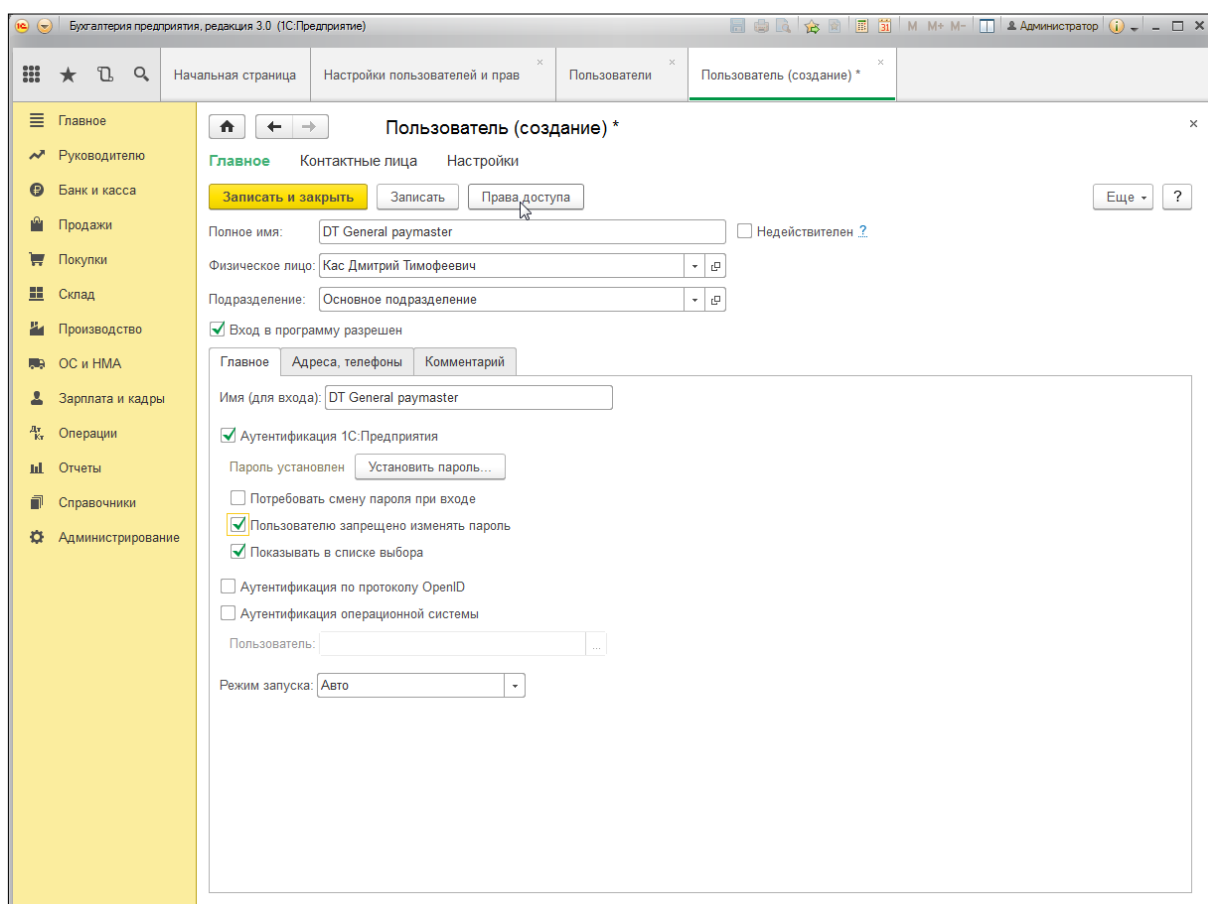 Бухгалтерия предприятия, редакция 3.0 (1С:Предприятие)
M M+ M- Администратор
Начальная страница
Настройки пользователей и прав
Пользователи
Пользователь (создание) *
Главное
Руководителю
Банк и касса
Продажи
Покупки
Склад
Производство
ОС и НМА
Зарплата и кадры
Операции
Отчеты
Справочники
Администрирование
Пользователь (создание) *
Главное Контактные лица Настройки
Записать и закрыть Записать Права доступа Еще ?
Полное имя: DT General paymaster Недействителен ?
Физическое лицо: Кас Дмитрий Тимофеевич
Подразделение: Основное подразделение
Вход в программу разрешен
Главное Адреса, телефоны Комментарий
Имя (для входа): DT General paymaster
Аутентификация 1С:Предприятия
Пароль установлен Установить пароль...
Потребовать смену пароля при входе
Пользователю запрещено изменять пароль
Показывать в списке выбора
Аутентификация по протоколу OpenID
Аутентификация операционной системы
Пользователь: ...
Режим запуска: Авто